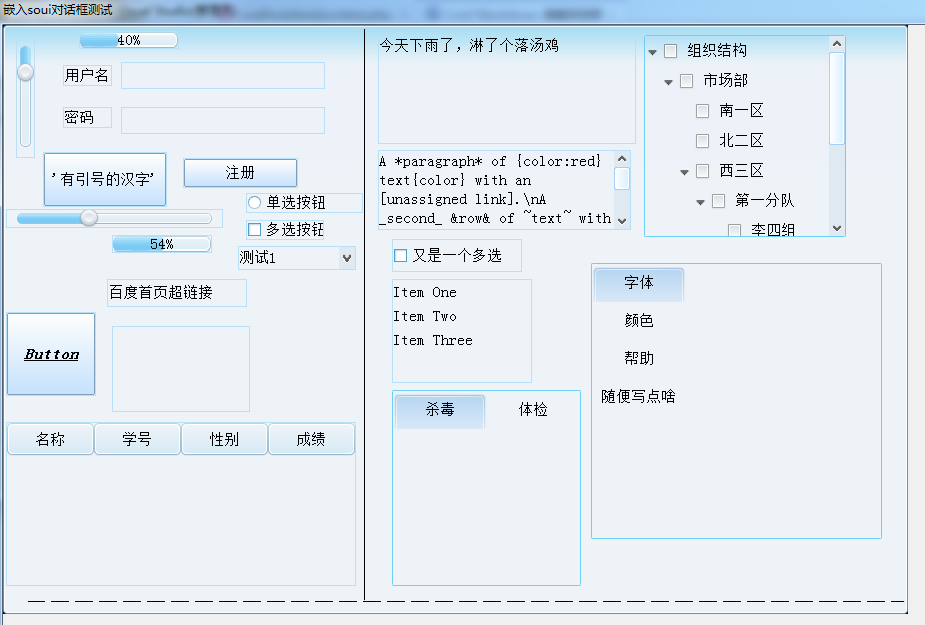 嵌入soui对话框测试
40%
用户名
密码
'有引号的汉字'
注册
单选按钮
多选按钮
54%
测试1
百度首页超链接
Button
名称
学号
性别
成绩
今天下雨了，淋了个落汤鸡
A *paragraph* of {color:red}
text{color} with an
[unassigned link].\nA
_second_ &row& of ~text~ with
又是一个多选
Item One
Item Two
Item Three
杀毒
体检
组织结构
市场部
南一区
北二区
西三区
第一分队
李四组
字体
颜色
帮助
随便写点啥